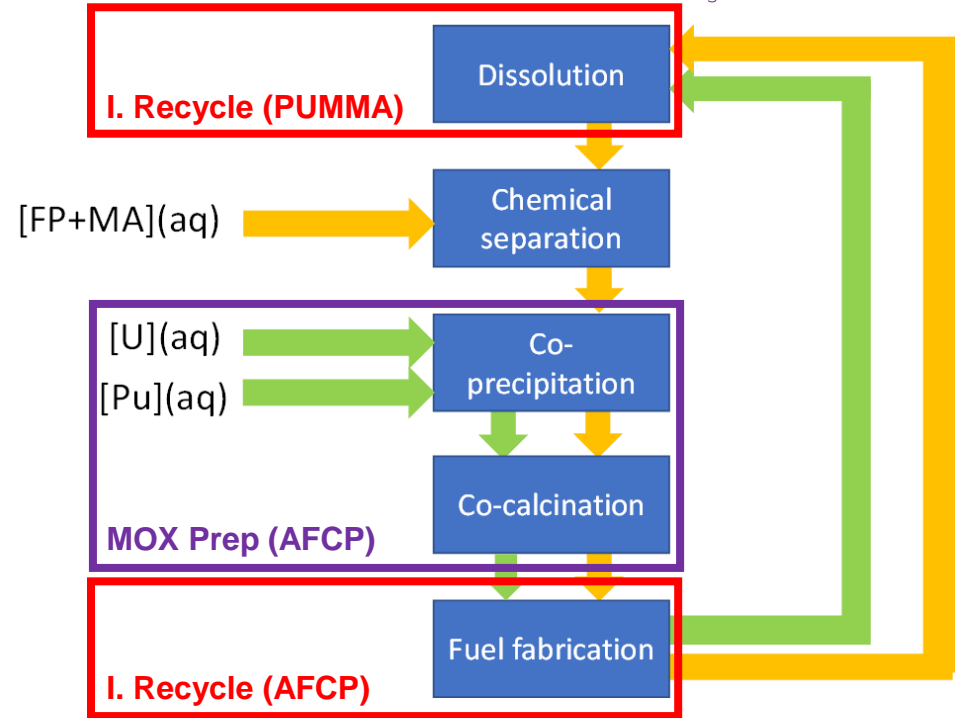 Dissolution
I. Recycle (PUMMA)
Chemical
separation
[FP+MA](aq)
[U](aq)
[Pu](aq)
Co-
precipitation
Co-calcination
MOX Prep (AFCP)
Fuel fabrication
I. Recycle (AFCP)